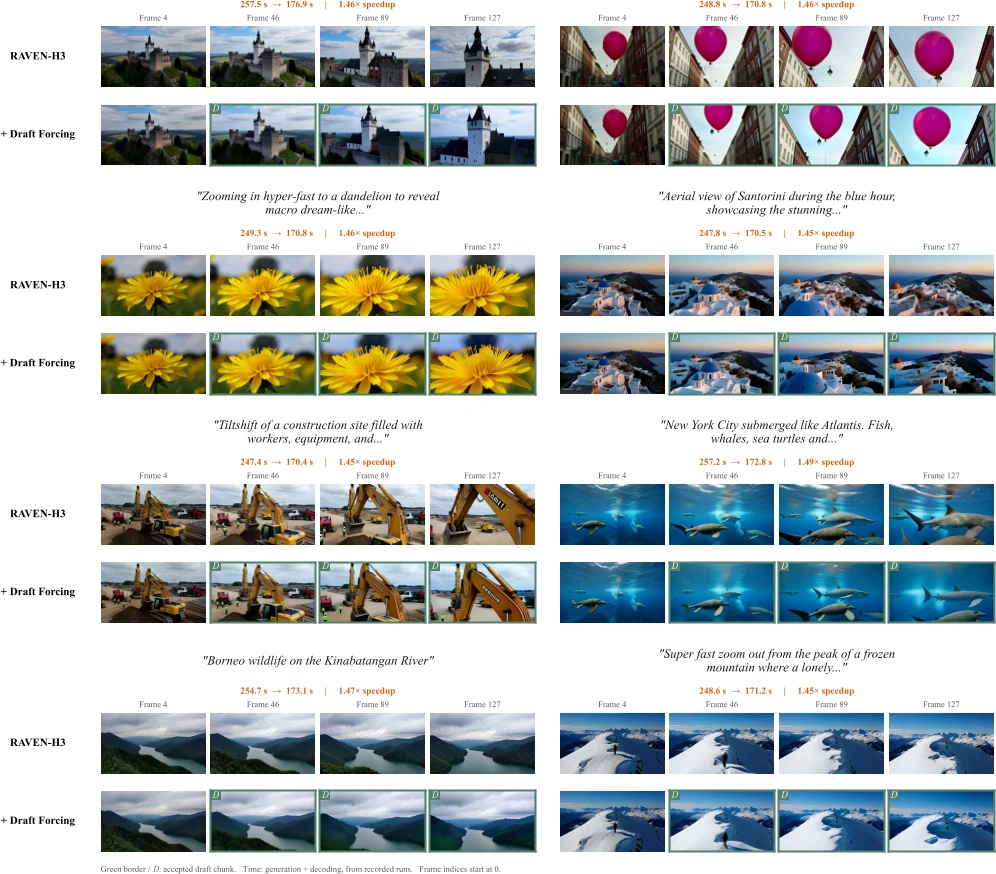 257.5 s → 176.9 s | 1.46× speedup
248.8 s → 170.8 s | 1.46× speedup
Frame 4 Frame 46 Frame 89 Frame 127
Frame 4 Frame 46 Frame 89 Frame 127
RAVEN-H3
+ Draft Forcing
D D D
D D D
"Zooming in hyper-fast to a dandelion to reveal
macro dream-like..."
"Aerial view of Santorini during the blue hour,
showcasing the stunning..."
249.3 s → 170.8 s | 1.46× speedup
247.8 s → 170.5 s | 1.45× speedup
Frame 4 Frame 46 Frame 89 Frame 127
Frame 4 Frame 46 Frame 89 Frame 127
RAVEN-H3
+ Draft Forcing
D D D
D D D
"Tiltshift of a construction site filled with
workers, equipment, and..."
"New York City submerged like Atlantis. Fish,
whales, sea turtles and..."
247.4 s → 170.4 s | 1.45× speedup
257.2 s → 172.8 s | 1.49× speedup
Frame 4 Frame 46 Frame 89 Frame 127
Frame 4 Frame 46 Frame 89 Frame 127
RAVEN-H3
+ Draft Forcing
D D D
D D D
"Borneo wildlife on the Kinabatangan River"
"Super fast zoom out from the peak of a frozen
mountain where a lonely..."
254.7 s → 173.1 s | 1.47× speedup
248.6 s → 171.2 s | 1.45× speedup
Frame 4 Frame 46 Frame 89 Frame 127
Frame 4 Frame 46 Frame 89 Frame 127
RAVEN-H3
+ Draft Forcing
D D D
D D D
Green border / D: accepted draft chunk. Time: generation + decoding, from recorded runs. Frame indices start at 0.